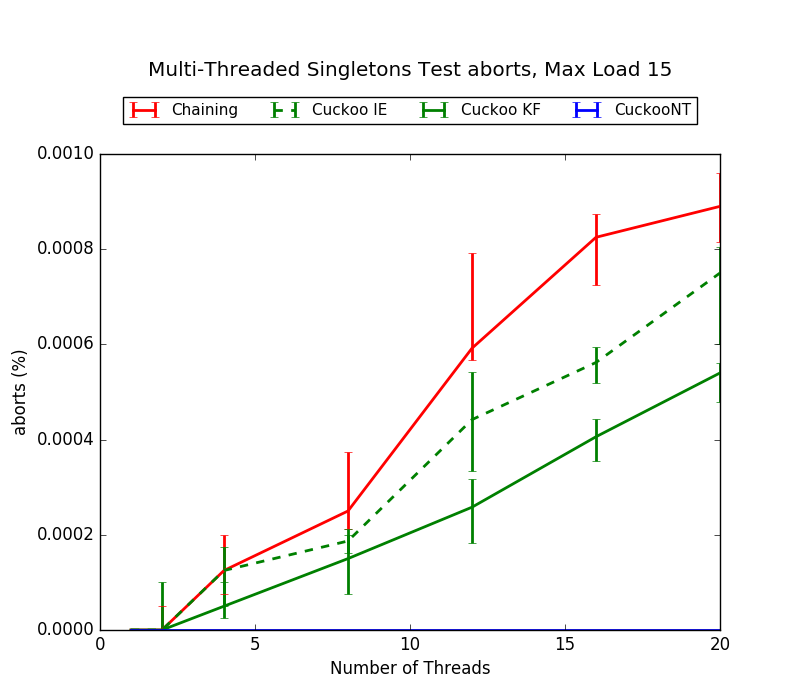 Multi-Threaded Singletons Test aborts, Max Load 15
Chaining Cuckoo IE Cuckoo KF CuckooNT
0.0010
0.0008
0.0006
0.0004
0.0002
0.0000
aborts (%)
0 5 10 15 20
Number of Threads